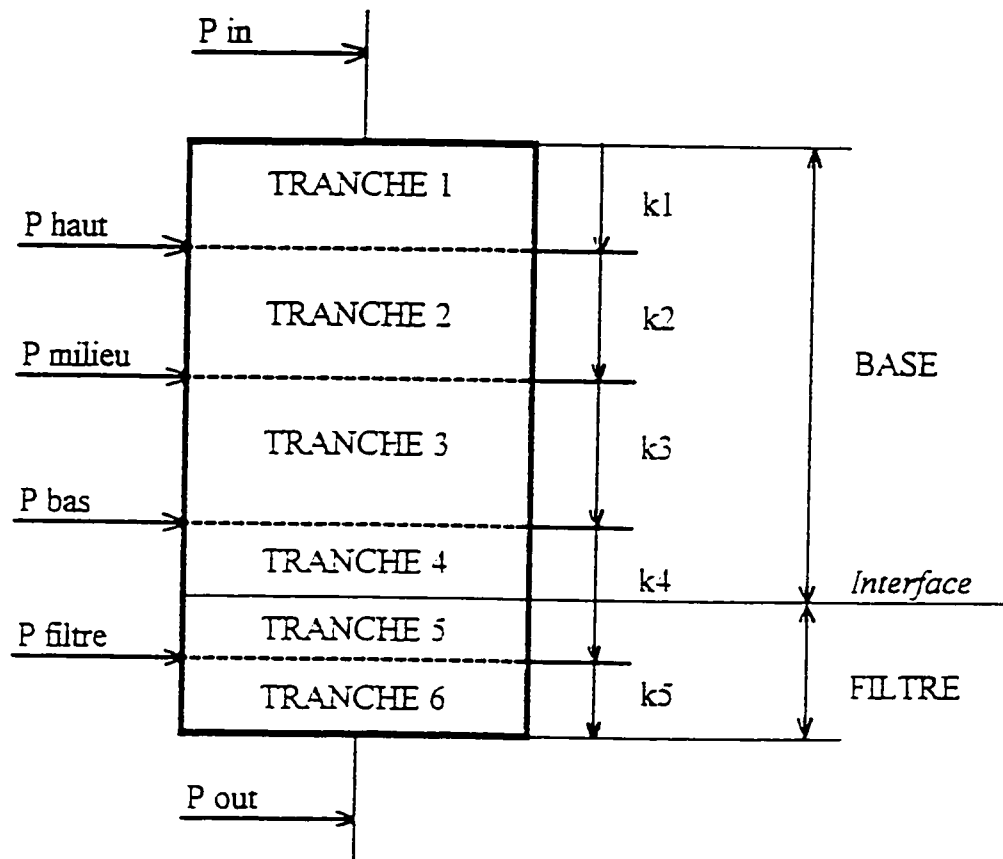 P in
TRANCHE 1
k1
P haut
TRANCHE 2
k2
P milieu
BASE
TRANCHE 3
k3
P bas
TRANCHE 4
k4
Interface
TRANCHE 5
P filtre
TRANCHE 6
k5
FILTRE
P out